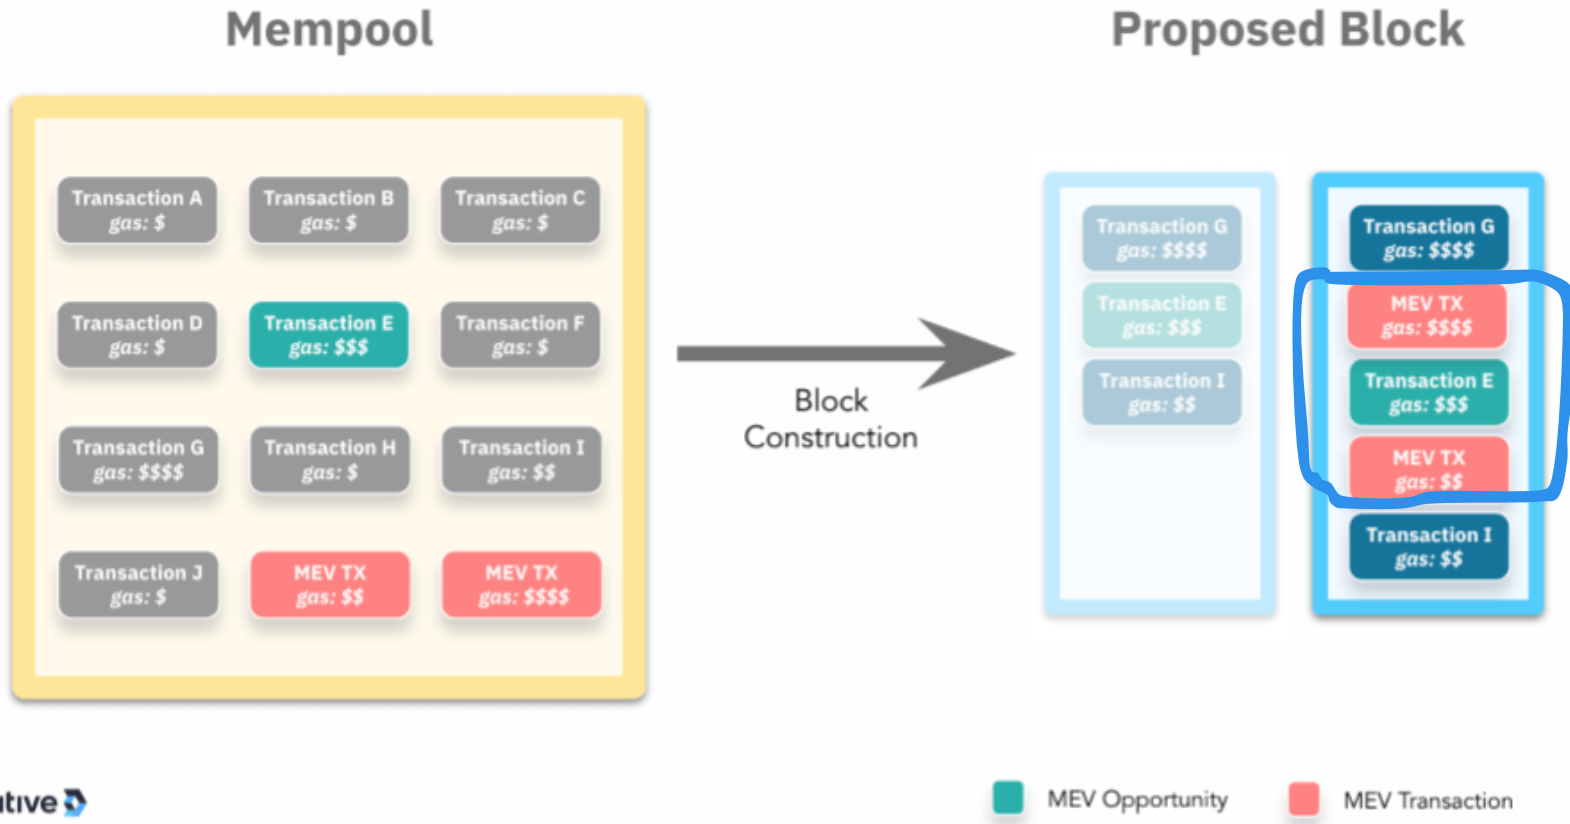 Mempool
Proposed Block
Transaction A
gas: $
Transaction B
gas: $
Transaction C
gas: $
Transaction D
gas: $
Transaction E
gas: $$$
Transaction F
gas: $
Transaction G
gas: $$$$
Transaction H
gas: $
Transaction I
gas: $$
Transaction J
gas: $
MEV TX
gas: $$
MEV TX
gas: $$$$
Block
Construction
Transaction G
gas: $$$$
Transaction E
gas: $$$
Transaction I
gas: $$
Transaction G
gas: $$$$
MEV TX
gas: $$$$
Transaction E
gas: $$$
MEV TX
gas: $$
Transaction I
gas: $$
MEV Opportunity
MEV Transaction